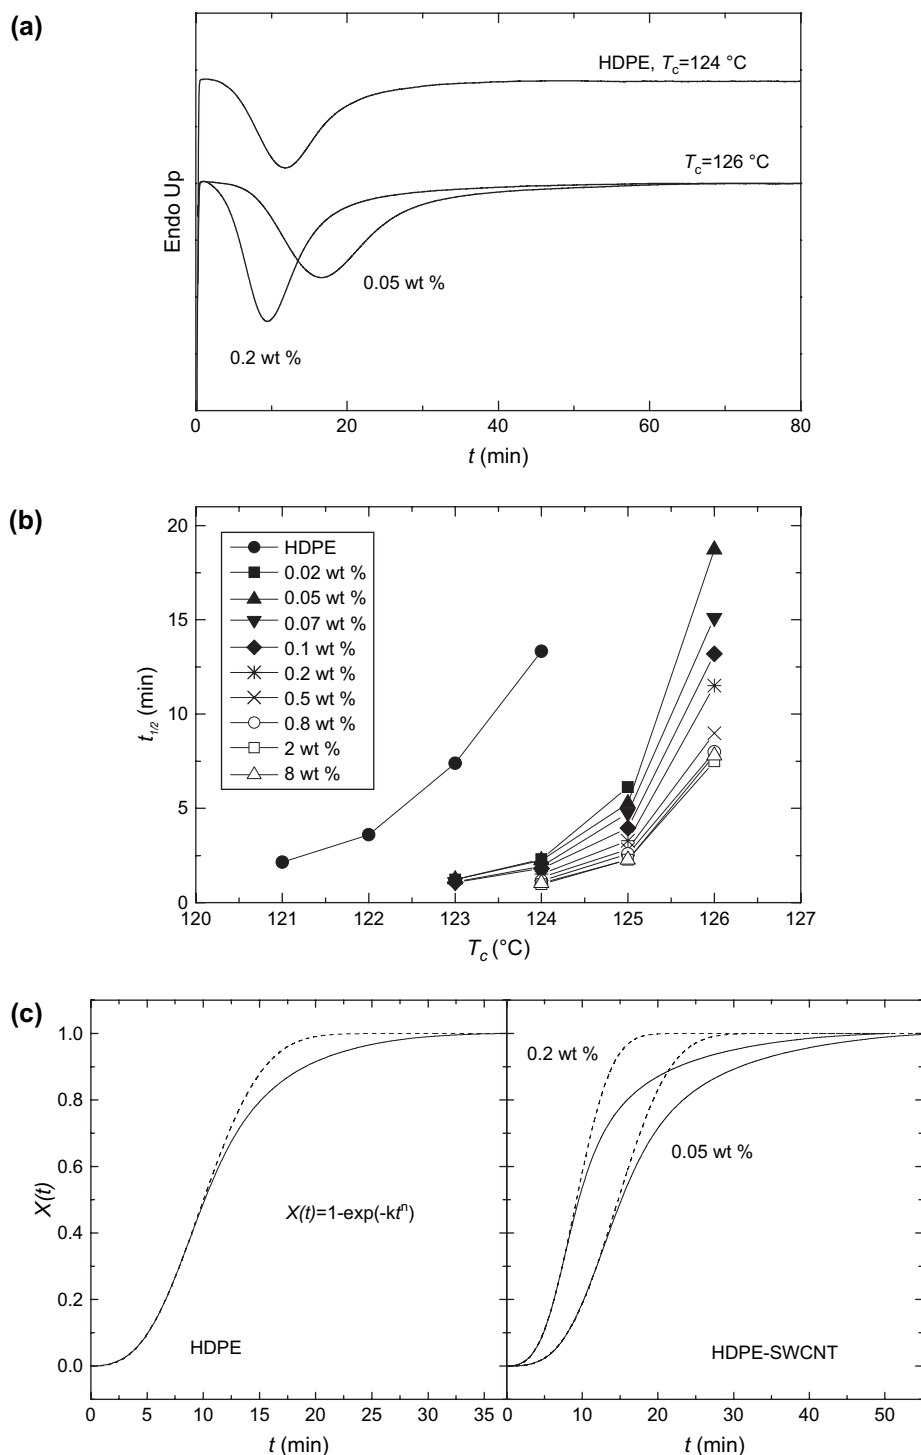 (a)
HDPE, Tc=124 °C
Tc=126 °C
Endo Up
0.05 wt %
0.2 wt %
0 20 40 60 80
t (min)
(b)
20
15
10
5
0
t1/2 (min)
HDPE
0.02 wt %
0.05 wt %
0.07 wt %
0.1 wt %
0.2 wt %
0.5 wt %
0.8 wt %
2 wt %
8 wt %
120 121 122 123 124 125 126 127
Tc (°C)
(c)
1.0
0.8
0.6
0.4
0.2
0.0
X(t)
X(t)=1-exp(-ktⁿ)
HDPE
0.2 wt %
0.05 wt %
HDPE-SWCNT
0 5 10 15 20 25 30 35
0 10 20 30 40 50
t (min)
t (min)